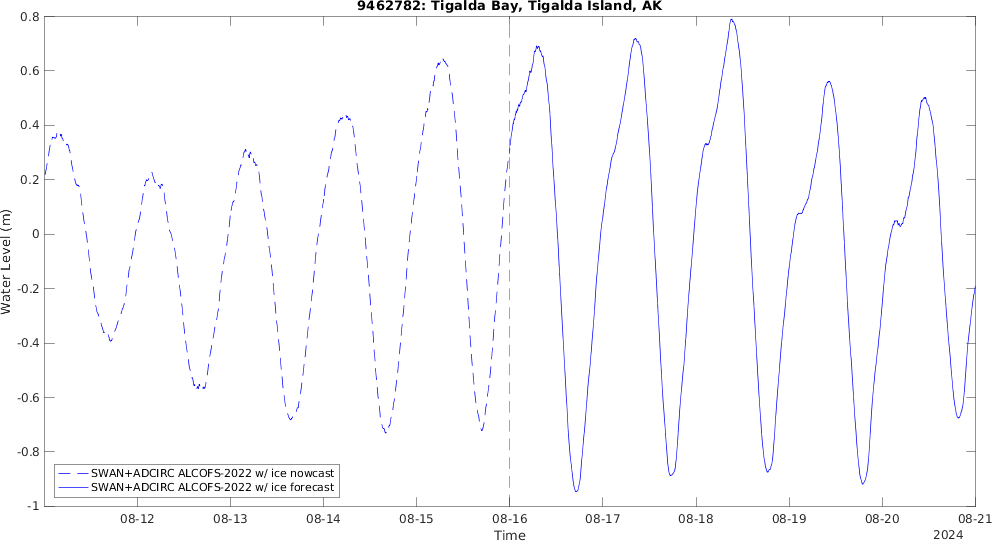 9462782: Tigalda Bay, Tigalda Island, AK
0.8
0.6
0.4
0.2
0
-0.2
-0.4
-0.6
-0.8
-1
Water Level (m)
SWAN+ADCIRC ALCOFS-2022 w/ ice nowcast
SWAN+ADCIRC ALCOFS-2022 w/ ice forecast
08-12 08-13 08-14 08-15 08-16 08-17 08-18 08-19 08-20 08-21
Time
2024